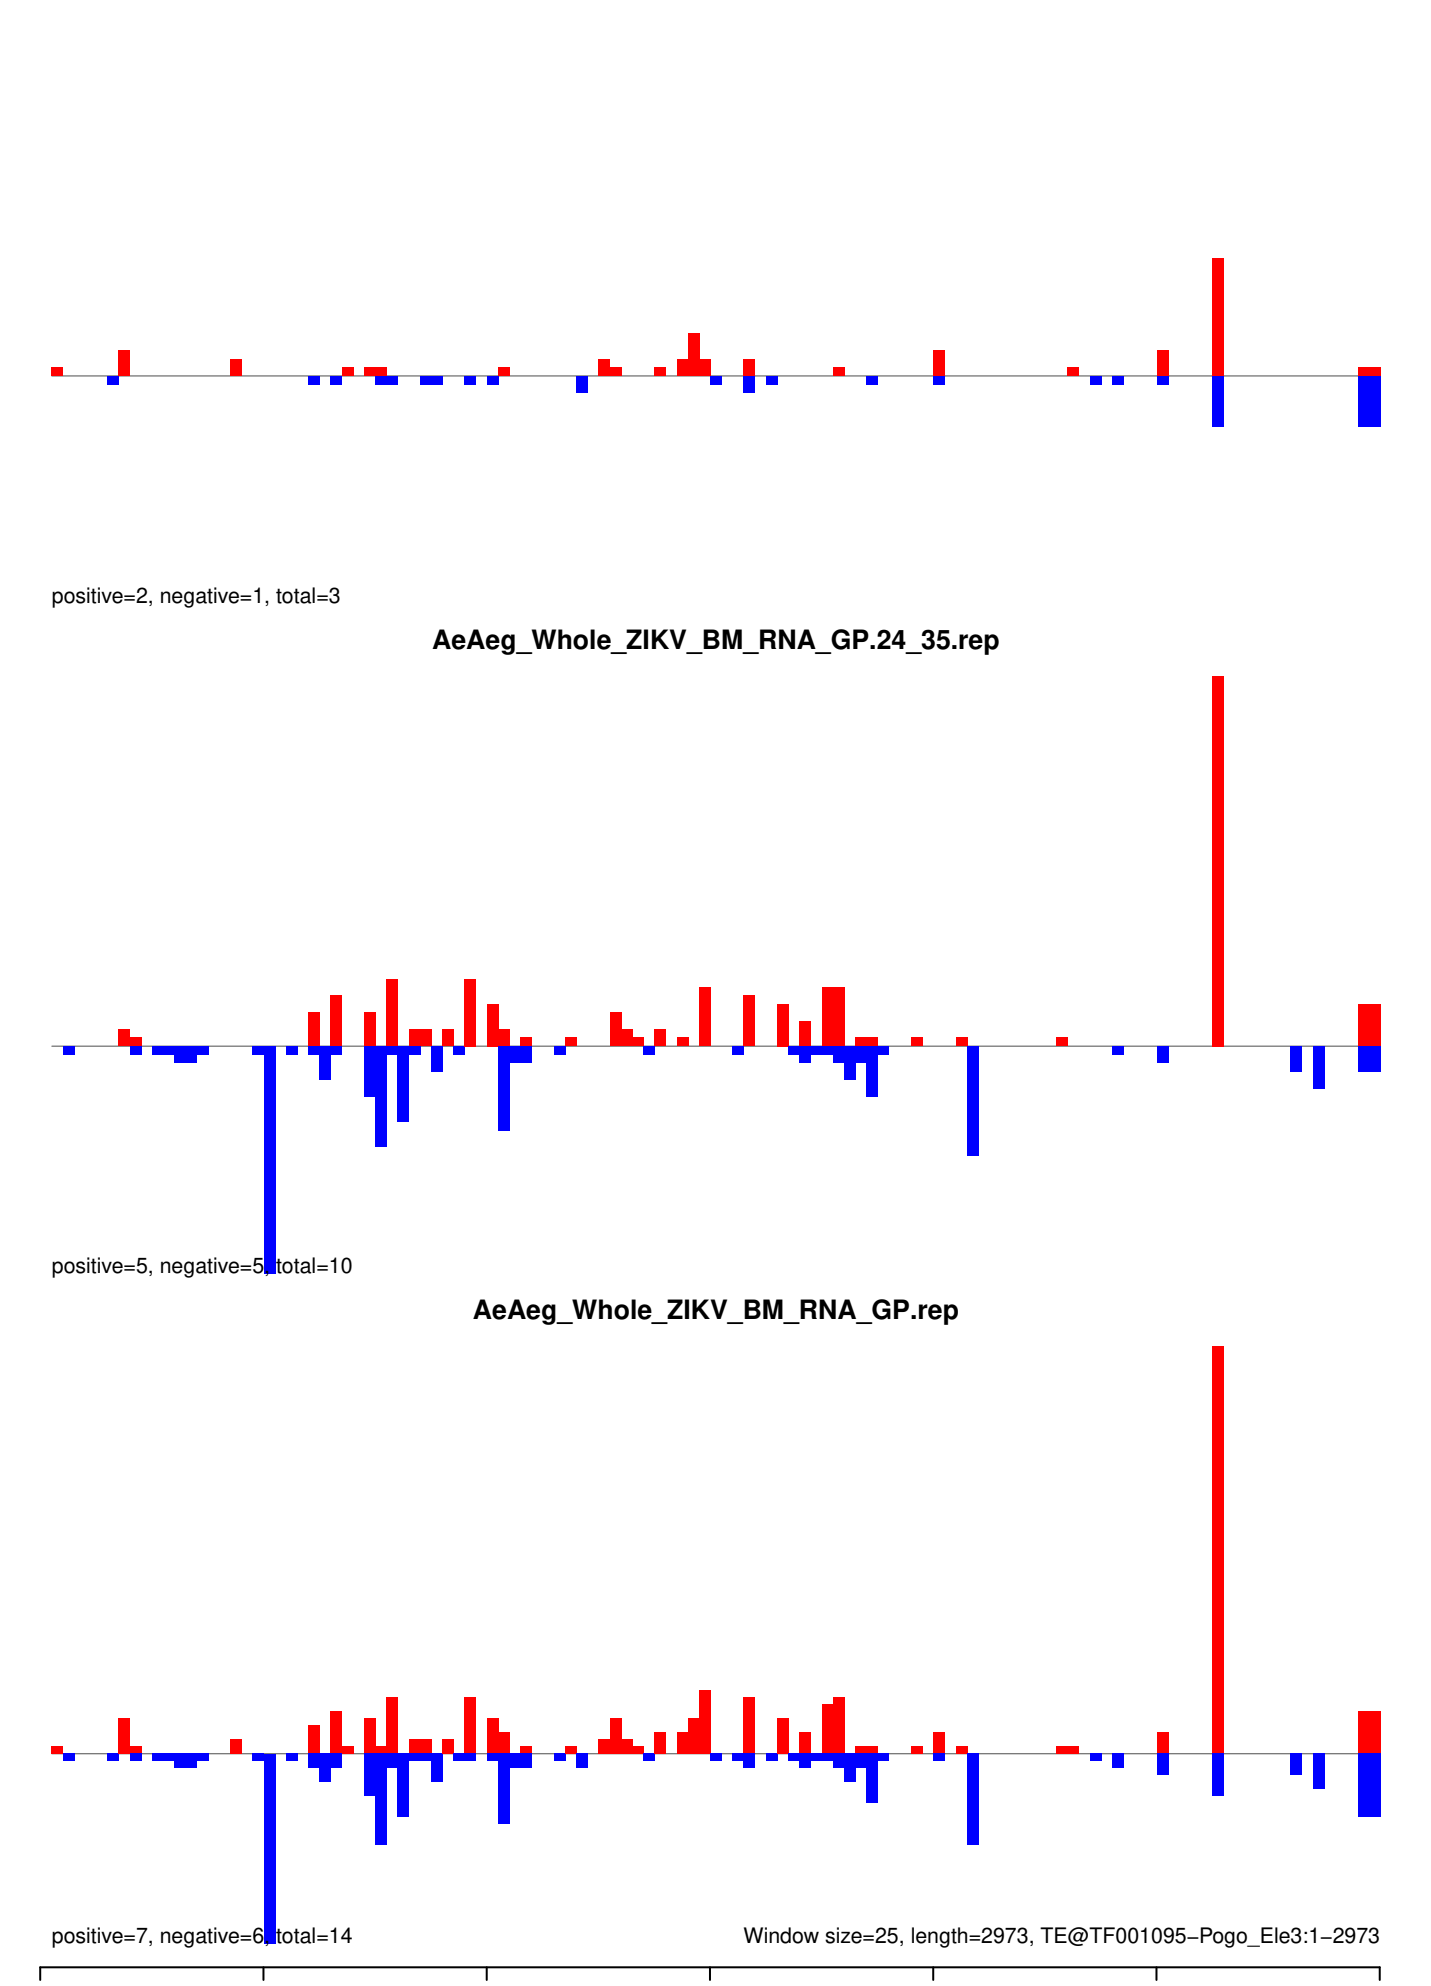 positive=2, negative=1, total=3
AeAeg_Whole_ZIKV_BM_RNA_GP.24_35.rep
positive=5, negative=5, total=10
AeAeg_Whole_ZIKV_BM_RNA_GP.rep
positive=7, negative=6, total=14
Window size=25, length=2973, TE@TF001095−Pogo_Ele3:1−2973